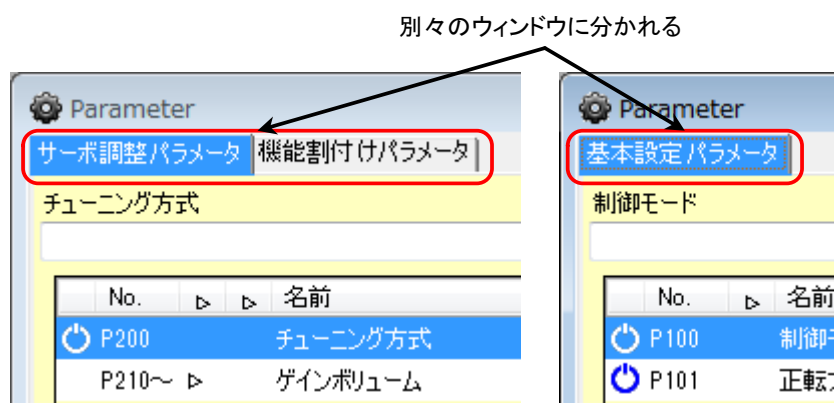 別々のウィンドウに分かれる
Parameter
サーボ調整パラメータ 機能割付けパラメータ
チューニング方式
No. 名前
P200 チューニング方式
P210～ ゲインボリューム
Parameter
基本設定パラメータ
制御モード
No. 名前
P100 制御
P101 正転